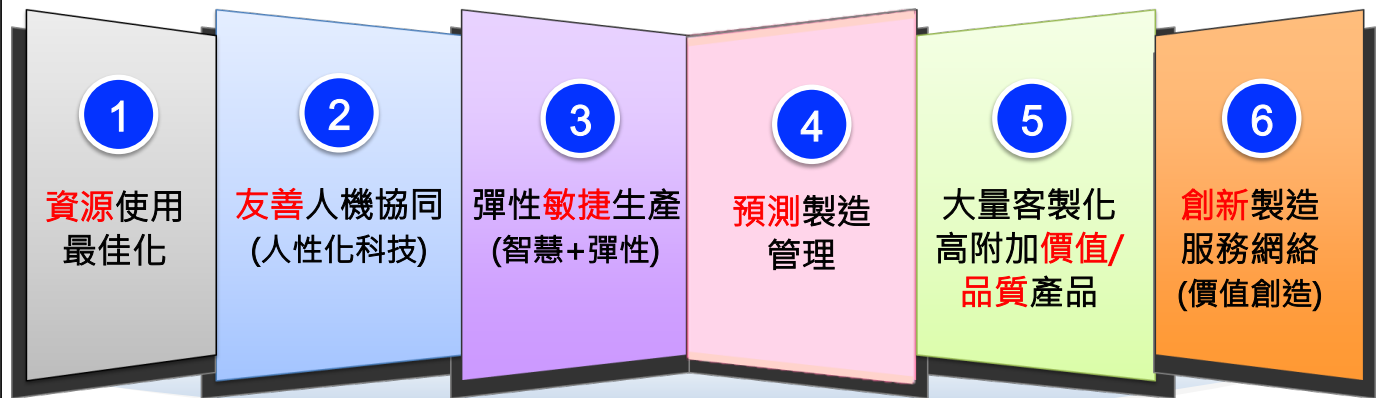 1
資源使用
最佳化
2
友善人機協同
(人性化科技)
3
彈性敏捷生產
(智慧+彈性)
4
預測製造
管理
5
大量客製化
高附加價值/
品質產品
6
創新製造
服務網絡
(價值創造)